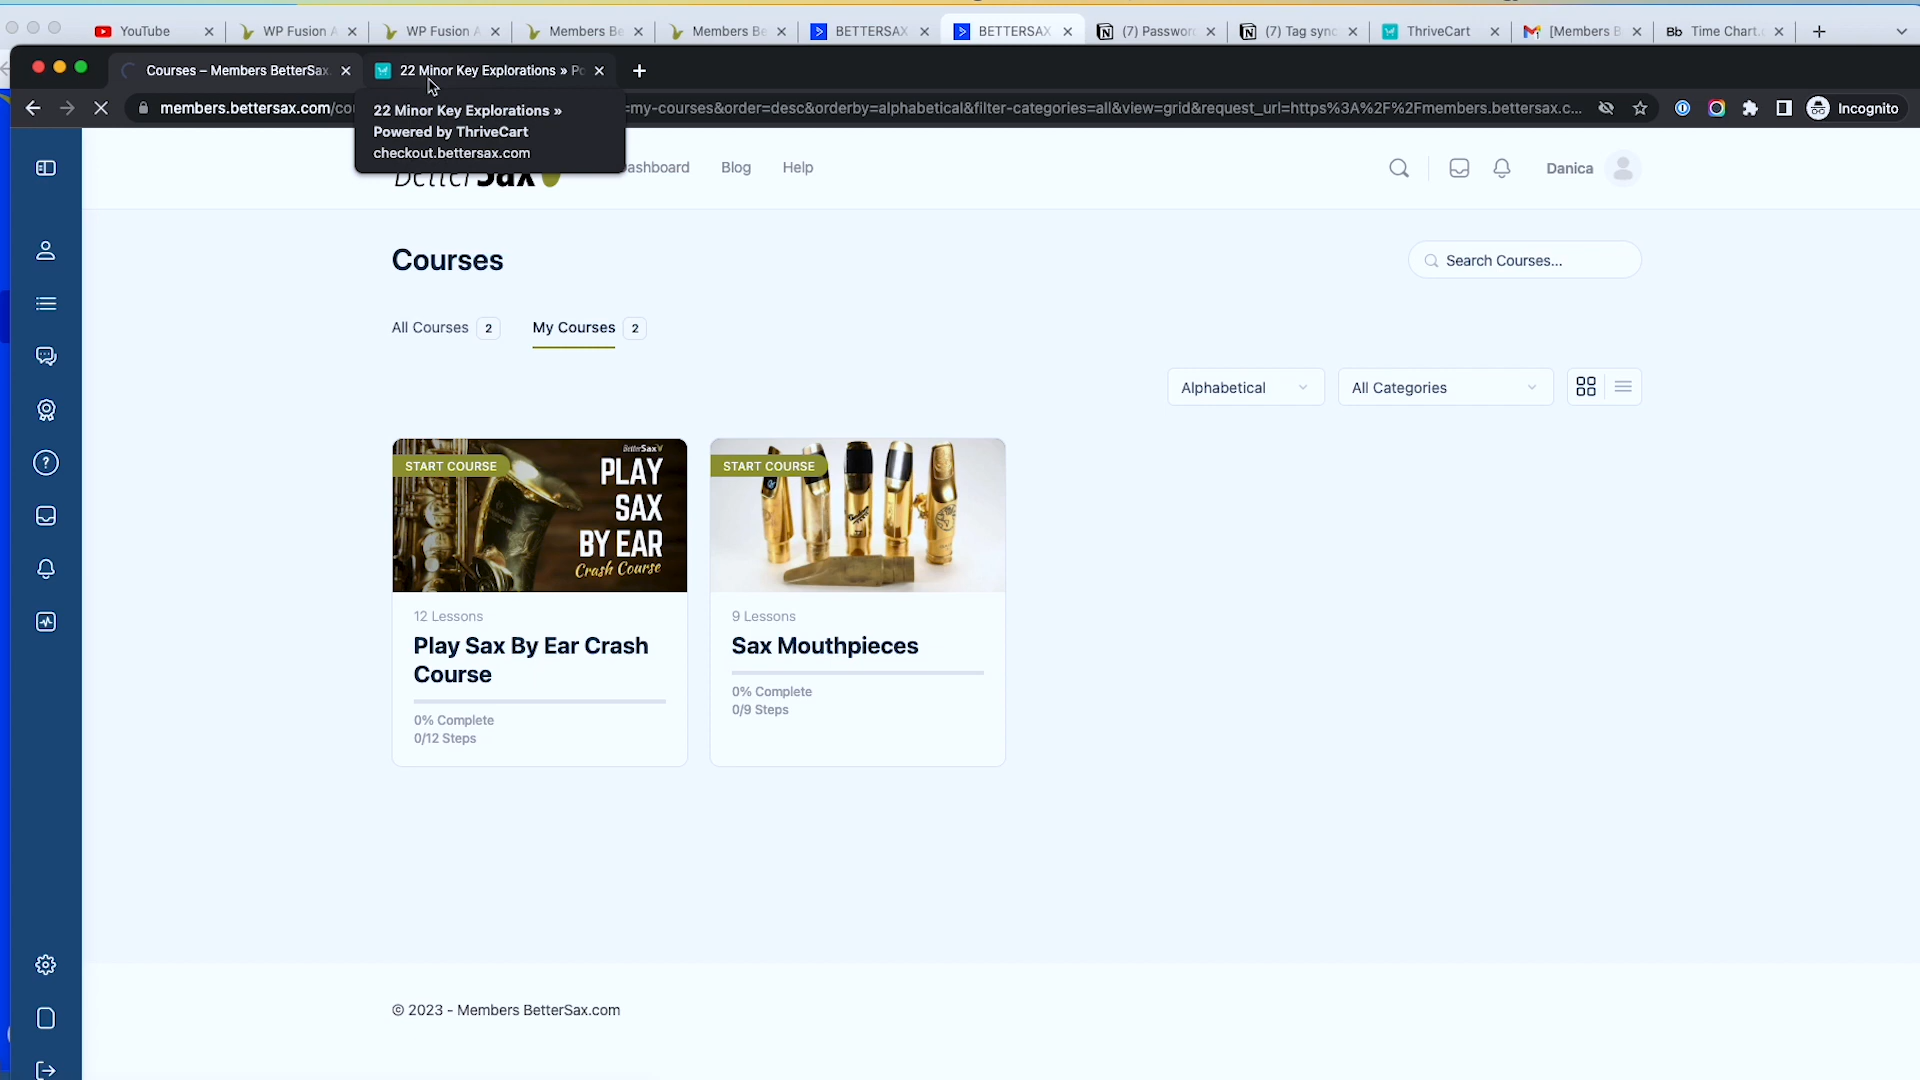 YouTube
WP Fusion A
WP Fusion A
Members Be
Members Be
BETTERSAX
BETTERSAX
(7) Passwor
(7) Tag sync
ThriveCart
[Members B
Bb Time Chart.
Courses – Members BetterSax.
22 Minor Key Explorations » Po
members.bettersax.com/cou
=my-courses&order=desc&orderby=alphabetical&filter-categories=all&view=grid&request_url=https%3A%2F%2Fmembers.bettersax.c...
Incognito
22 Minor Key Explorations »
Powered by ThriveCart
checkout.bettersax.com
BetterSax
Dashboard
Blog
Help
Danica
Courses
Search Courses...
All Courses 2
My Courses 2
Alphabetical
All Categories
START COURSE
BetterSax
PLAY
SAX
BY EAR
Crash Course
START COURSE
12 Lessons
Play Sax By Ear Crash
Course
0% Complete
0/12 Steps
9 Lessons
Sax Mouthpieces
0% Complete
0/9 Steps
© 2023 - Members BetterSax.com